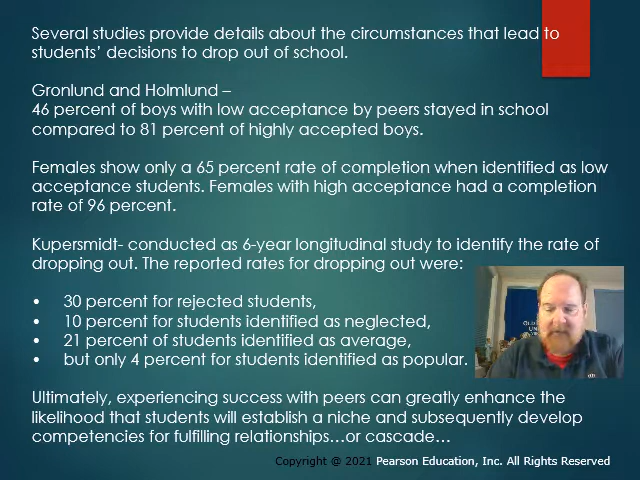 Several studies provide details about the circumstances that lead to
students’ decisions to drop out of school.
Gronlund and Holmlund –
46 percent of boys with low acceptance by peers stayed in school
compared to 81 percent of highly accepted boys.
Females show only a 65 percent rate of completion when identified as low
acceptance students. Females with high acceptance had a completion
rate of 96 percent.
Kupersmidt- conducted as 6-year longitudinal study to identify the rate of
dropping out. The reported rates for dropping out were:
• 30 percent for rejected students,
• 10 percent for students identified as neglected,
• 21 percent of students identified as average,
• but only 4 percent for students identified as popular.
Ultimately, experiencing success with peers can greatly enhance the
likelihood that students will establish a niche and subsequently develop
competencies for fulfilling relationships…or cascade…
Copyright @ 2021 Pearson Education, Inc. All Rights Reserved